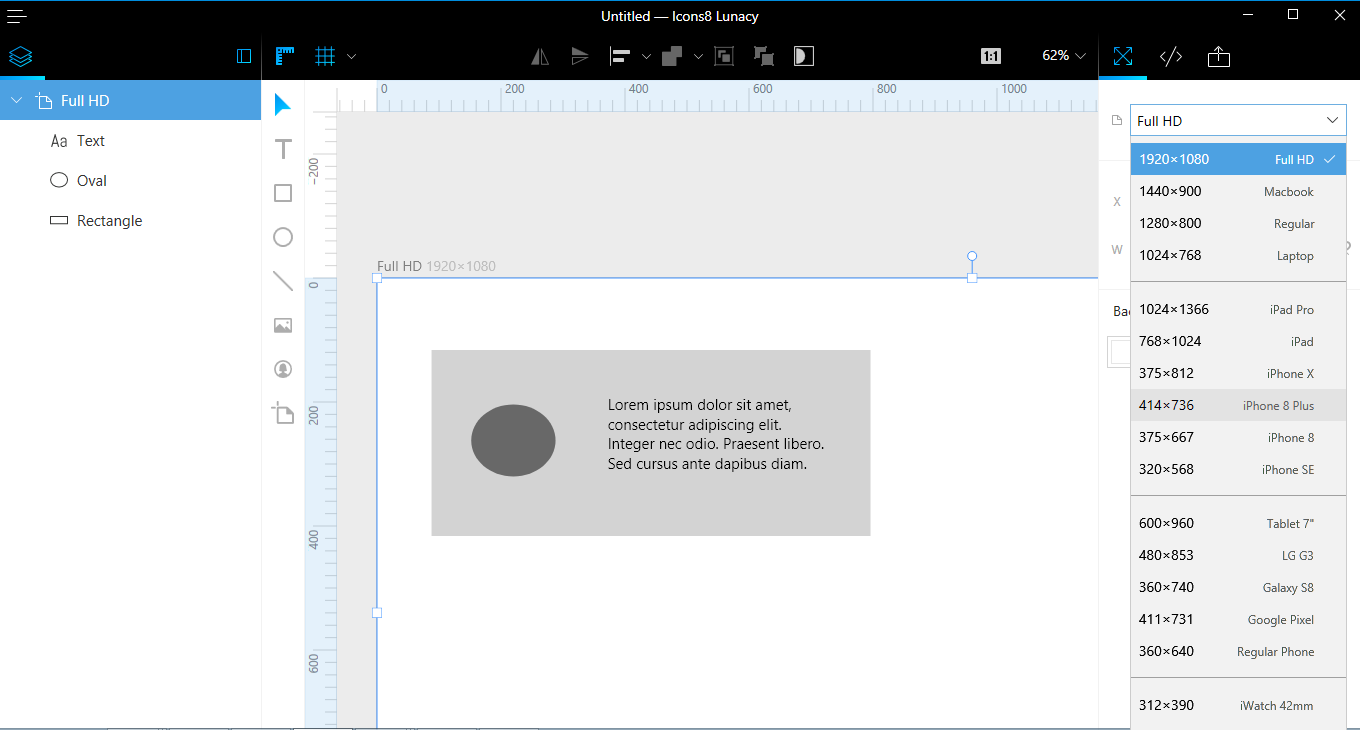 Untitled — Icons8 Lunacy
1:1
62%
Full HD
Aa Text
Oval
Rectangle
T
0 200 400 600 800 1000
-200
0
200
400
600
Full HD 1920×1080
Lorem ipsum dolor sit amet,
consectetur adipiscing elit.
Integer nec odio. Praesent libero.
Sed cursus ante dapibus diam.
Full HD
X
W
1920×1080 Full HD
1440×900 Macbook
1280×800 Regular
1024×768 Laptop
1024×1366 iPad Pro
768×1024 iPad
375×812 iPhone X
414×736 iPhone 8 Plus
375×667 iPhone 8
320×568 iPhone SE
600×960 Tablet 7"
480×853 LG G3
360×740 Galaxy S8
411×731 Google Pixel
360×640 Regular Phone
312×390 iWatch 42mm